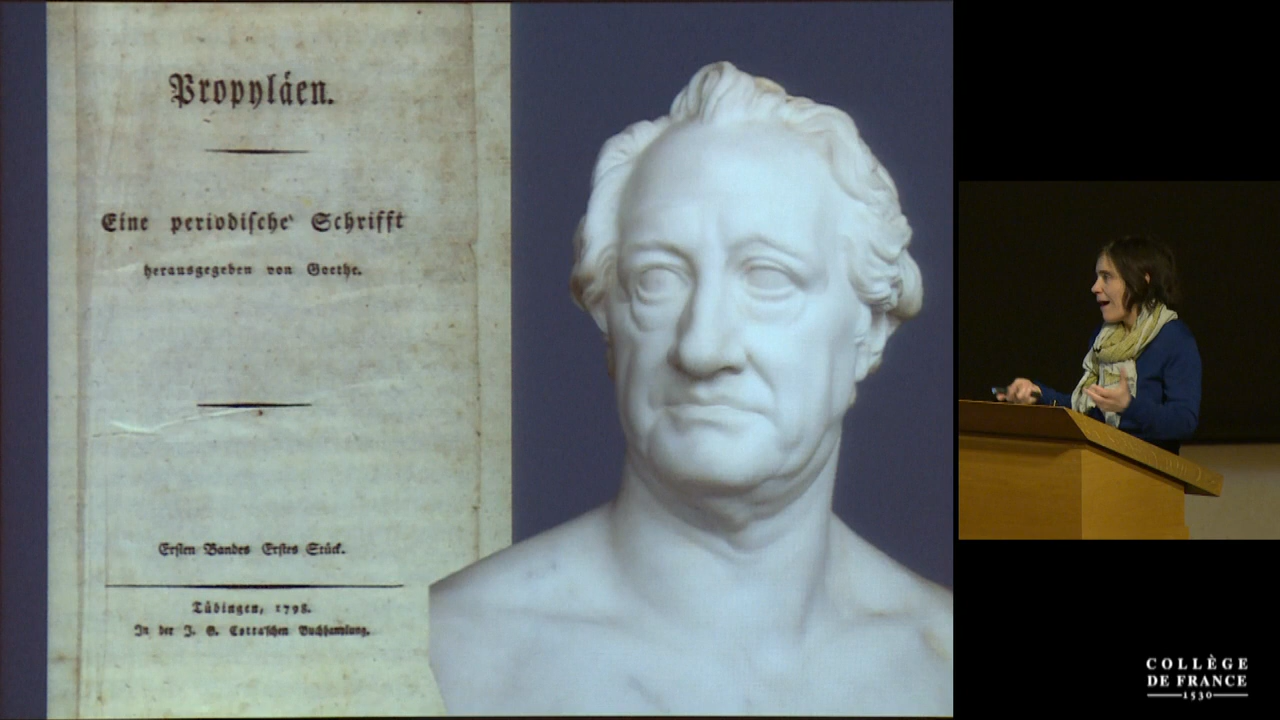 Propyläen.
Eine periodische Schrifft
herausgegeben von Goethe.
Ersten Bandes Erstes Stück.
Tübingen, 1798.
In der J. G. Cotta'schen Buchhandlung.
COLLÈGE
DE FRANCE
1530